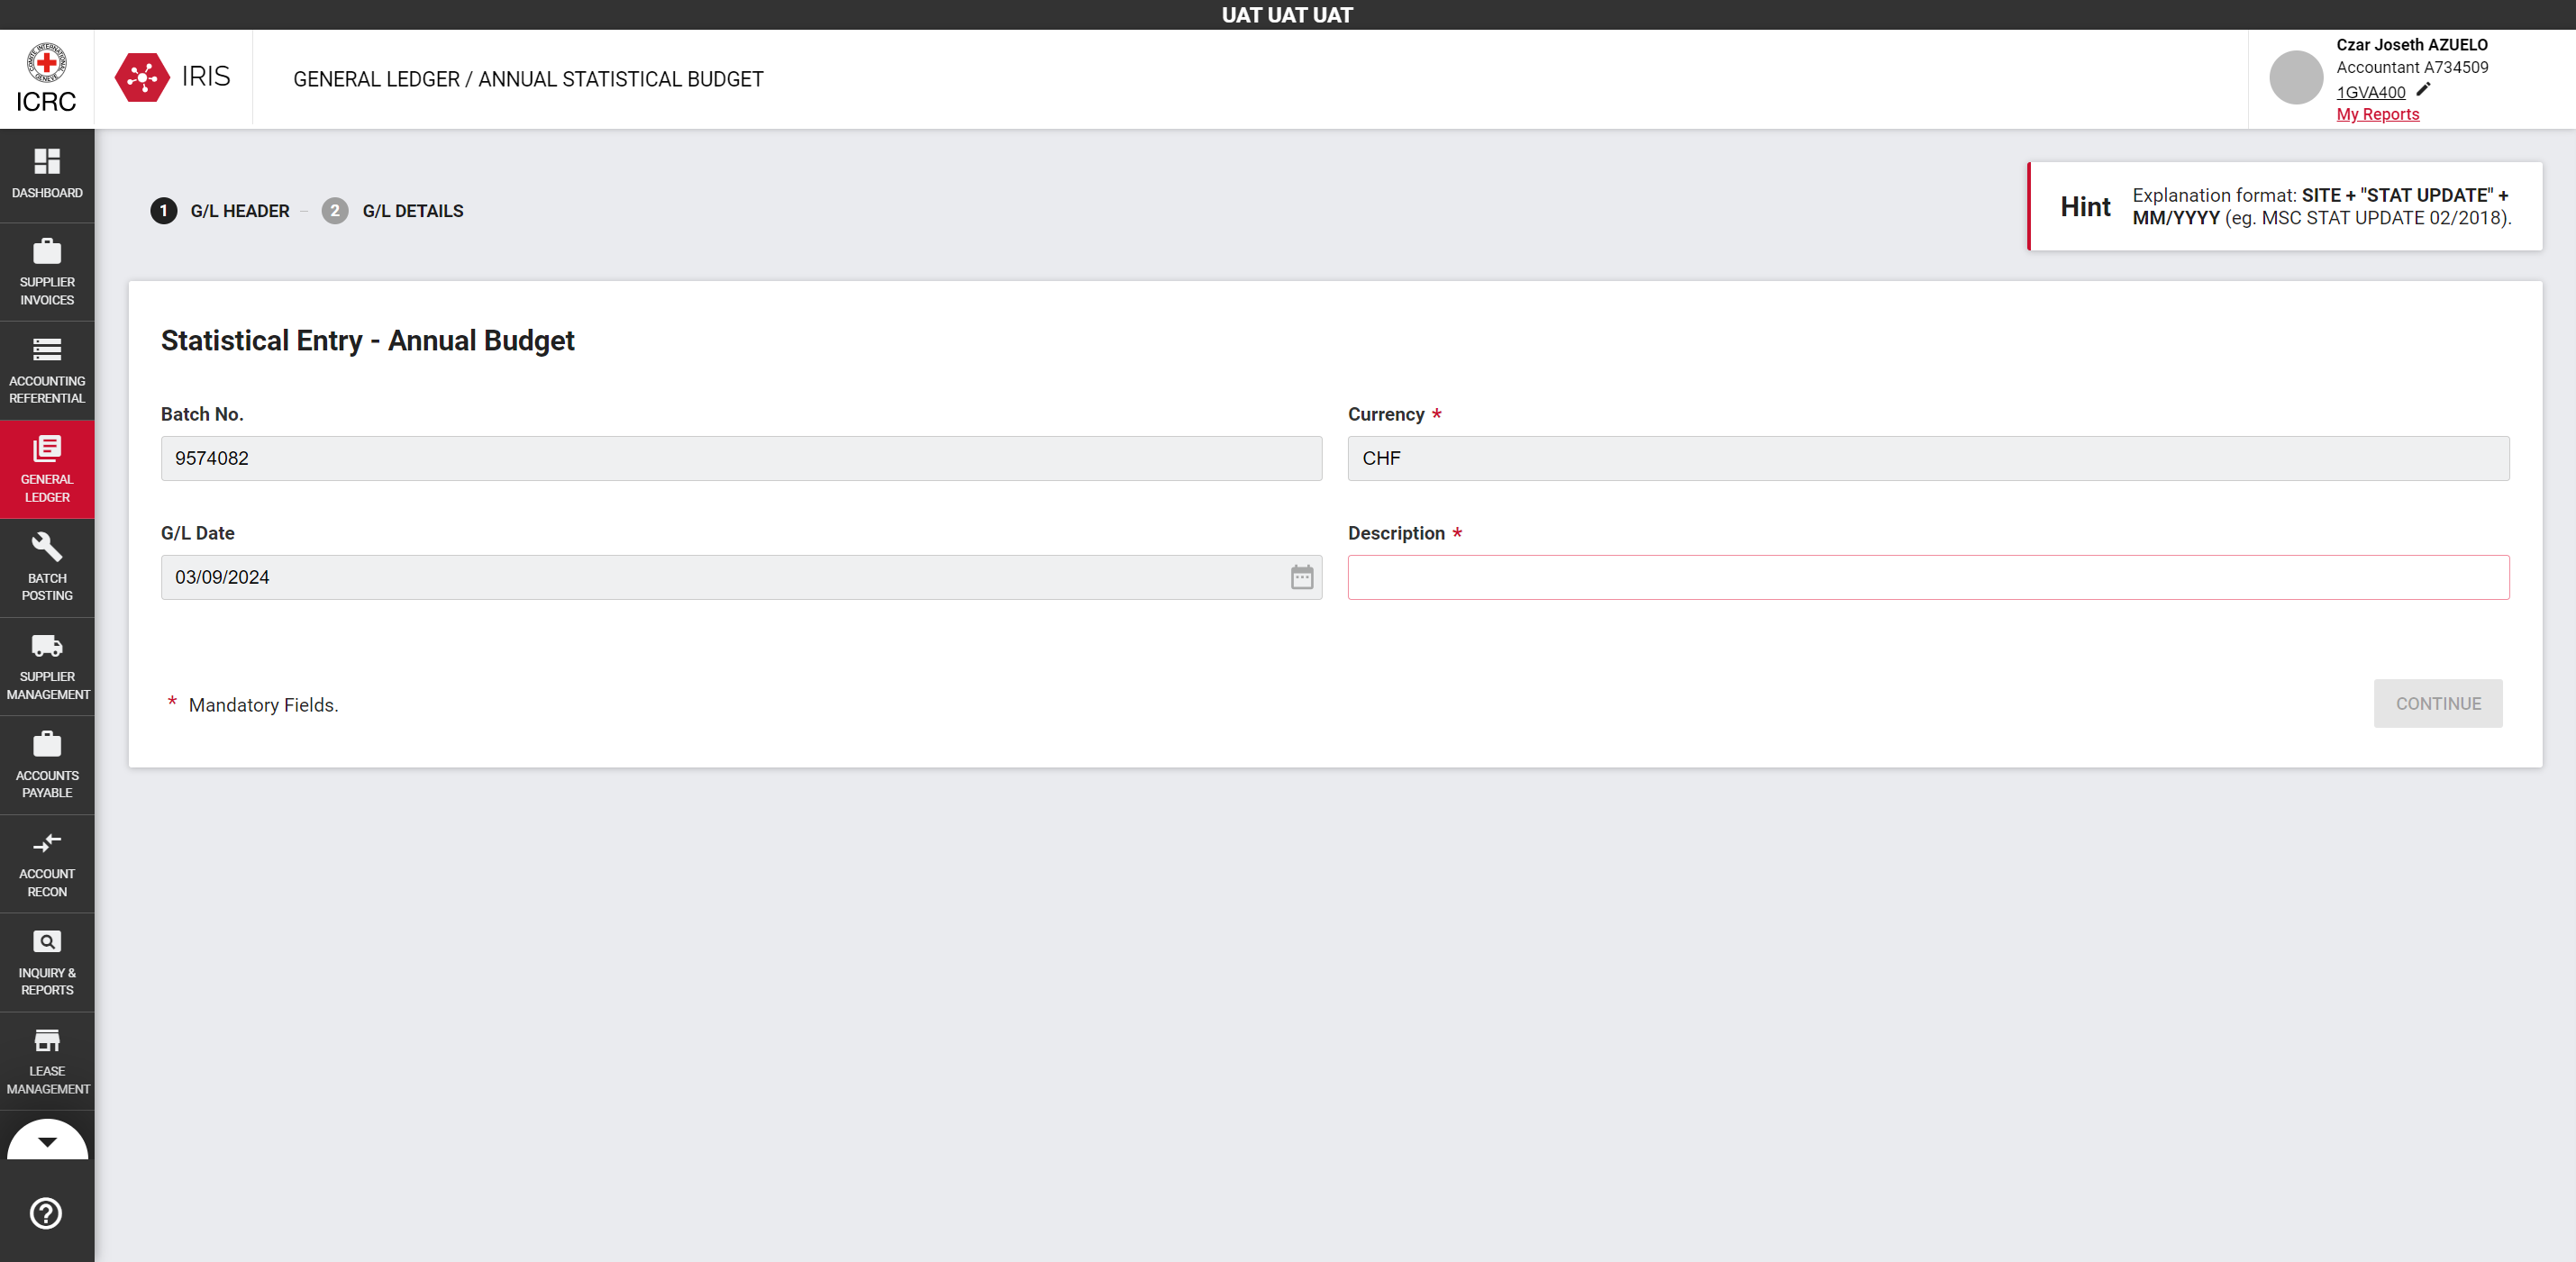 UAT UAT UAT
COMITE INTERNATIONAL GENEVE
ICRC
IRIS
GENERAL LEDGER / ANNUAL STATISTICAL BUDGET
Czar Joseth AZUELO
Accountant A734509
1GVA400
My Reports
DASHBOARD
SUPPLIER
INVOICES
ACCOUNTING
REFERENTIAL
GENERAL
LEDGER
BATCH
POSTING
SUPPLIER
MANAGEMENT
ACCOUNTS
PAYABLE
ACCOUNT
RECON
INQUIRY &
REPORTS
LEASE
MANAGEMENT
1 G/L HEADER – 2 G/L DETAILS
Hint
Explanation format: SITE + "STAT UPDATE" +
MM/YYYY (eg. MSC STAT UPDATE 02/2018).
Statistical Entry - Annual Budget
Batch No.
9574082
Currency *
CHF
G/L Date
03/09/2024
Description *
* Mandatory Fields.
CONTINUE